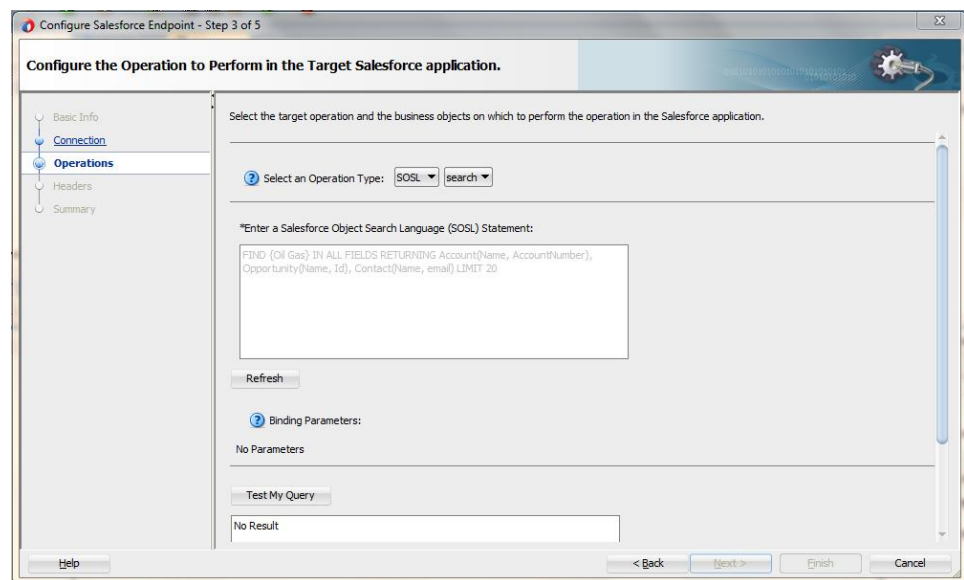 Configure Salesforce Endpoint - Step 3 of 5
Configure the Operation to Perform in the Target Salesforce application.
Basic Info
Connection
Operations
Headers
Summary
Select the target operation and the business objects on which to perform the operation in the Salesforce application.
Select an Operation Type: SOSL search
*Enter a Salesforce Object Search Language (SOSL) Statement:
FIND {Oil Gas} IN ALL FIELDS RETURNING Account(Name, AccountNumber),
Opportunity(Name, Id), Contact(Name, email) LIMIT 20
Refresh
Binding Parameters:
No Parameters
Test My Query
No Result
Help
< Back
Next >
Finish
Cancel